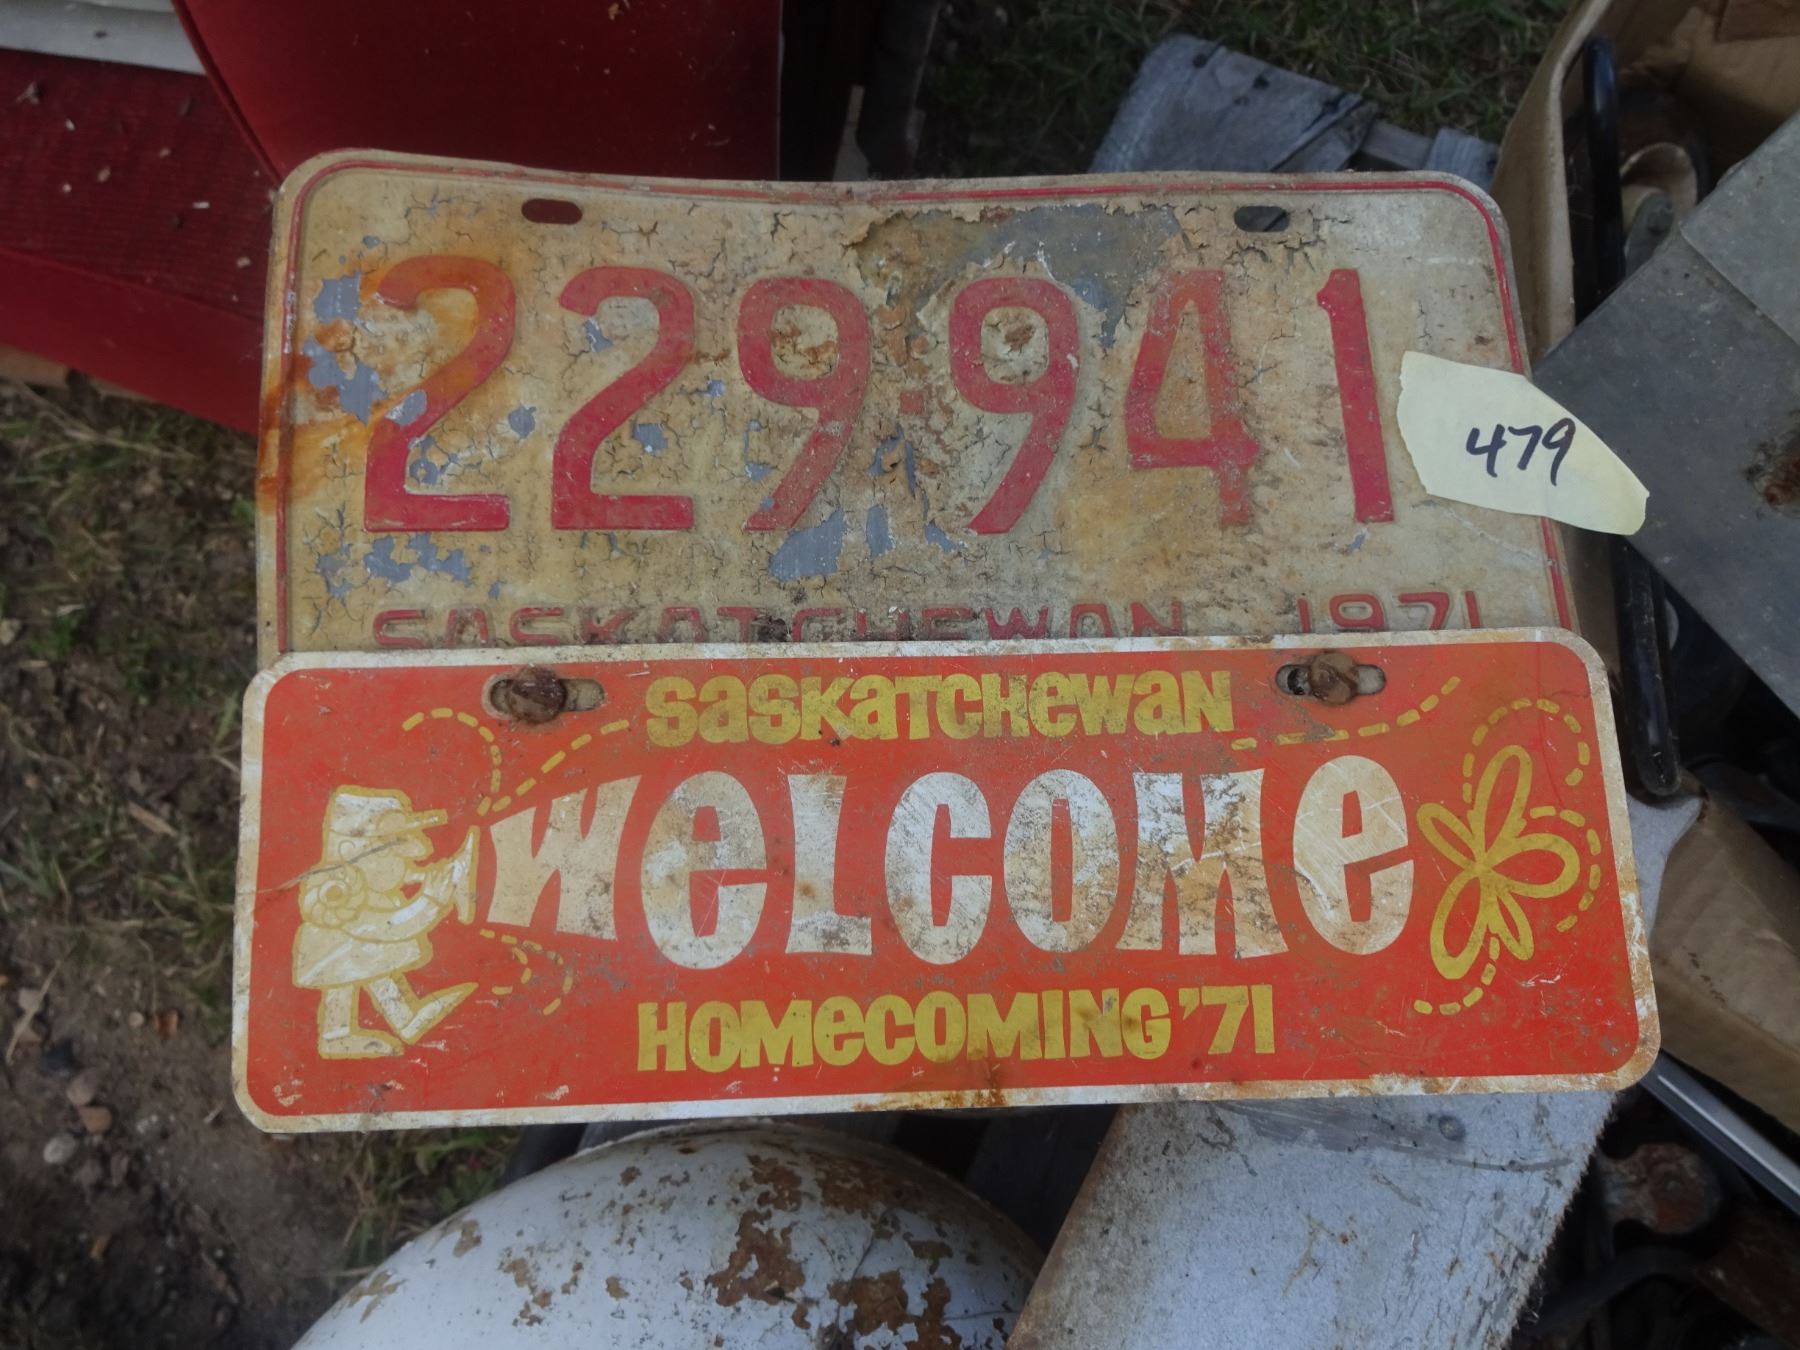 229·941
479
SASKATCHEWAN 1971
SASKATCHEWAN
WELCOME
HOMECOMING '71